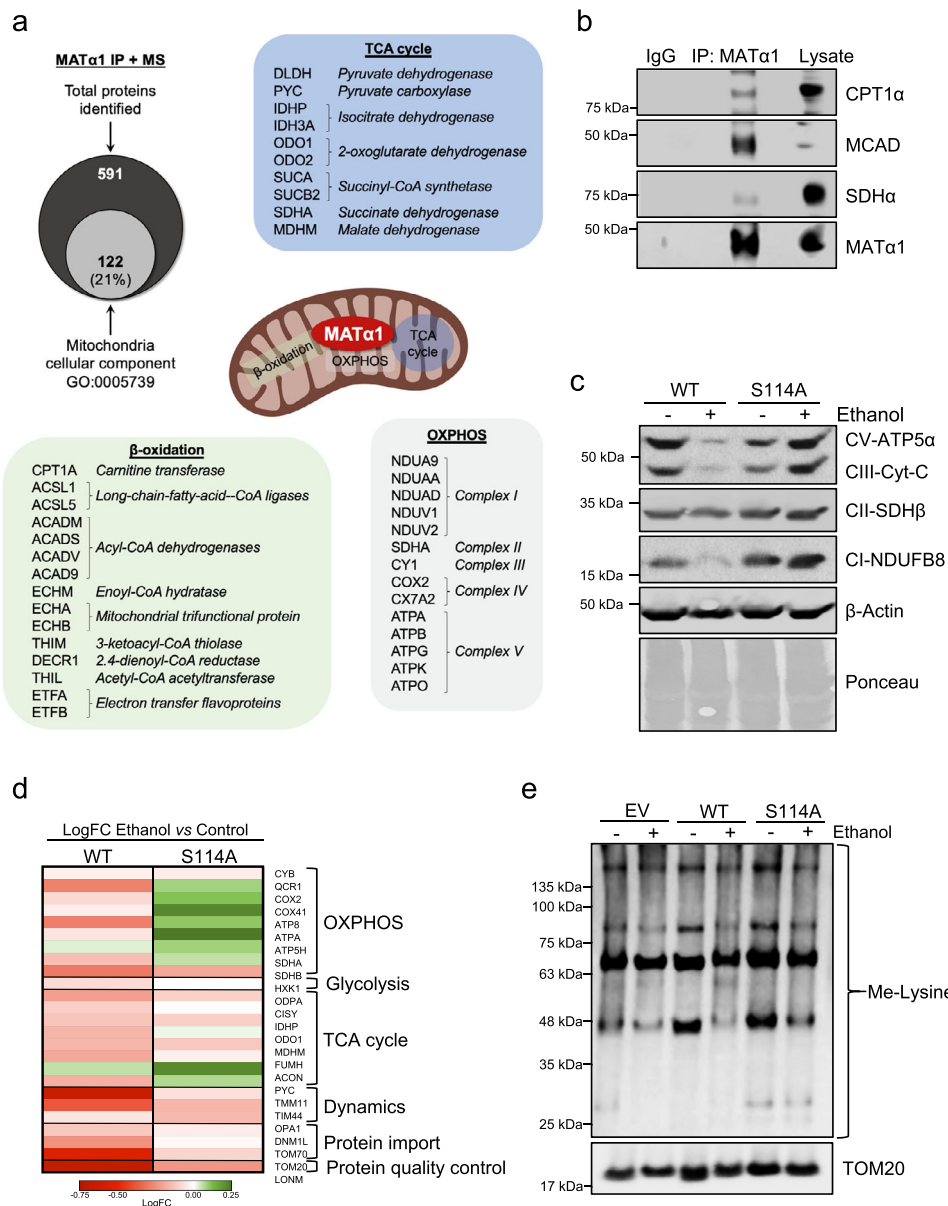 a
MATα1 IP + MS
Total proteins
identified
591
122
(21%)
Mitochondria
cellular component
GO:0005739
TCA cycle
DLDH Pyruvate dehydrogenase
PYC Pyruvate carboxylase
IDHP
IDH3A
Isocitrate dehydrogenase
ODO1
ODO2
2-oxoglutarate dehydrogenase
SUCA
SUCB2
Succinyl-CoA synthetase
SDHA Succinate dehydrogenase
MDHM Malate dehydrogenase
β-oxidation
MATα1
OXPHOS
TCA
cycle
β-oxidation
CPT1A Carnitine transferase
ACSL1
ACSL5
Long-chain-fatty-acid--CoA ligases
ACADM
ACADS
ACADV
ACAD9
Acyl-CoA dehydrogenases
ECHM Enoyl-CoA hydratase
ECHA
ECHB
Mitochondrial trifunctional protein
THIM 3-ketoacyl-CoA thiolase
DECR1 2.4-dienoyl-CoA reductase
THIL Acetyl-CoA acetyltransferase
ETFA
ETFB
Electron transfer flavoproteins
OXPHOS
NDUA9
NDUAA
NDUAD
NDUV1
NDUV2
Complex I
SDHA Complex II
CY1 Complex III
COX2
CX7A2
Complex IV
ATPA
ATPB
ATPG
ATPK
ATPO
Complex V
b
IgG IP: MATα1 Lysate
75 kDa
CPT1α
50 kDa
MCAD
75 kDa
SDHα
50 kDa
MATα1
c
WT S114A
- + - + Ethanol
CV-ATP5α
50 kDa
CIII-Cyt-C
35 kDa
CII-SDHβ
CI-NDUFB8
15 kDa
50 kDa
β-Actin
Ponceau
d
LogFC Ethanol vs Control
WT S114A
CYB
QCR1
COX2
COX41
ATP8
ATPA
ATP5H
SDHA
SDHB
HXK1
ODPA
CISY
IDHP
ODO1
MDHM
FUMH
ACON
PYC
TMM11
TIM44
OPA1
DNM1L
TOM70
TOM20
LONM
OXPHOS
Glycolysis
TCA cycle
Dynamics
Protein import
Protein quality control
-0.75 -0.50 0.00 0.25
LogFC
e
EV WT S114A
- + - + - + Ethanol
135 kDa
100 kDa
75 kDa
63 kDa
48 kDa
35 kDa
25 kDa
Me-Lysine
TOM20
17 kDa